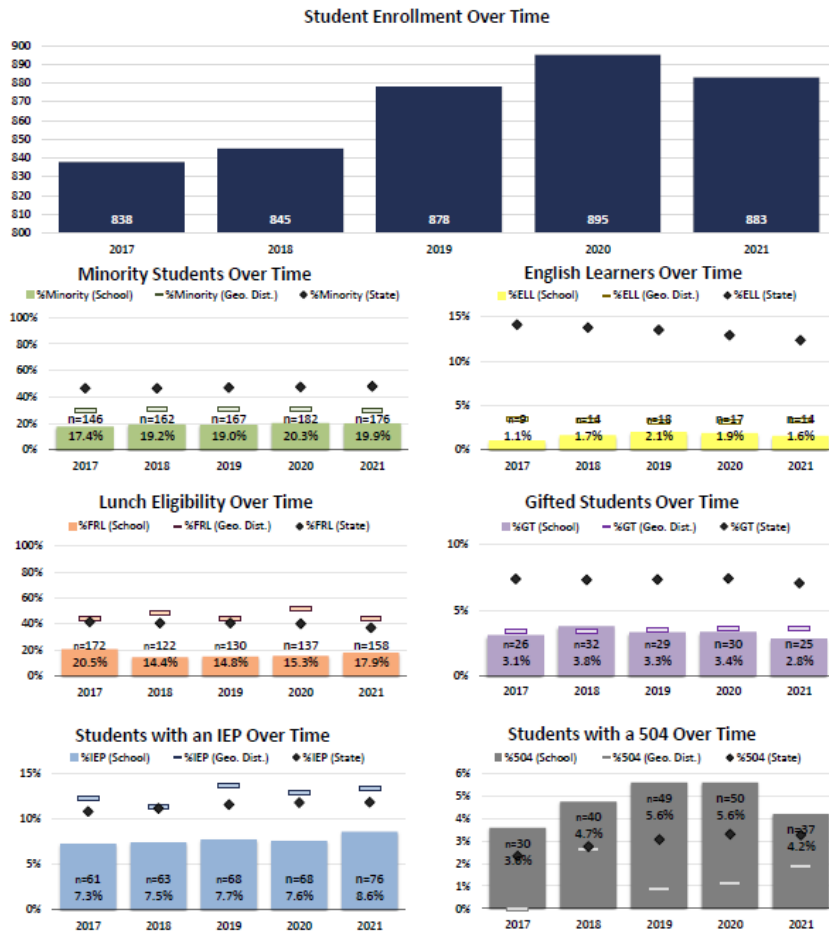 Student Enrollment Over Time
900
890
880
870
860
850
840
830
820
810
800
838
845
878
895
883
2017
2018
2019
2020
2021
Minority Students Over Time
%Minority (School)
%Minority (Geo. Dist.)
%Minority (State)
100%
80%
60%
40%
20%
0%
n=146
n=162
n=167
n=182
n=176
17.4%
19.2%
19.0%
20.3%
19.9%
2017
2018
2019
2020
2021
English Learners Over Time
%ELL (School)
%ELL (Geo. Dist.)
%ELL (State)
15%
10%
5%
0%
n=9
n=14
n=18
n=17
n=14
1.1%
1.7%
2.1%
1.9%
1.6%
2017
2018
2019
2020
2021
Lunch Eligibility Over Time
%FRL (School)
%FRL (Geo. Dist.)
%FRL (State)
100%
80%
60%
40%
20%
0%
n=172
n=122
n=130
n=137
n=158
20.5%
14.4%
14.8%
15.3%
17.9%
2017
2018
2019
2020
2021
Gifted Students Over Time
%GT (School)
%GT (Geo. Dist.)
%GT (State)
10%
5%
0%
n=26
n=32
n=29
n=30
n=25
3.1%
3.8%
3.3%
3.4%
2.8%
2017
2018
2019
2020
2021
Students with an IEP Over Time
%IEP (School)
%IEP (Geo. Dist.)
%IEP (State)
15%
10%
5%
0%
n=61
n=63
n=68
n=68
n=76
7.3%
7.5%
7.7%
7.6%
8.6%
2017
2018
2019
2020
2021
Students with a 504 Over Time
%504 (School)
%504 (Geo. Dist.)
%504 (State)
6%
5%
4%
3%
2%
1%
0%
n=30
n=40
n=49
n=50
n=37
3.6%
4.7%
5.6%
5.6%
4.2%
2017
2018
2019
2020
2021